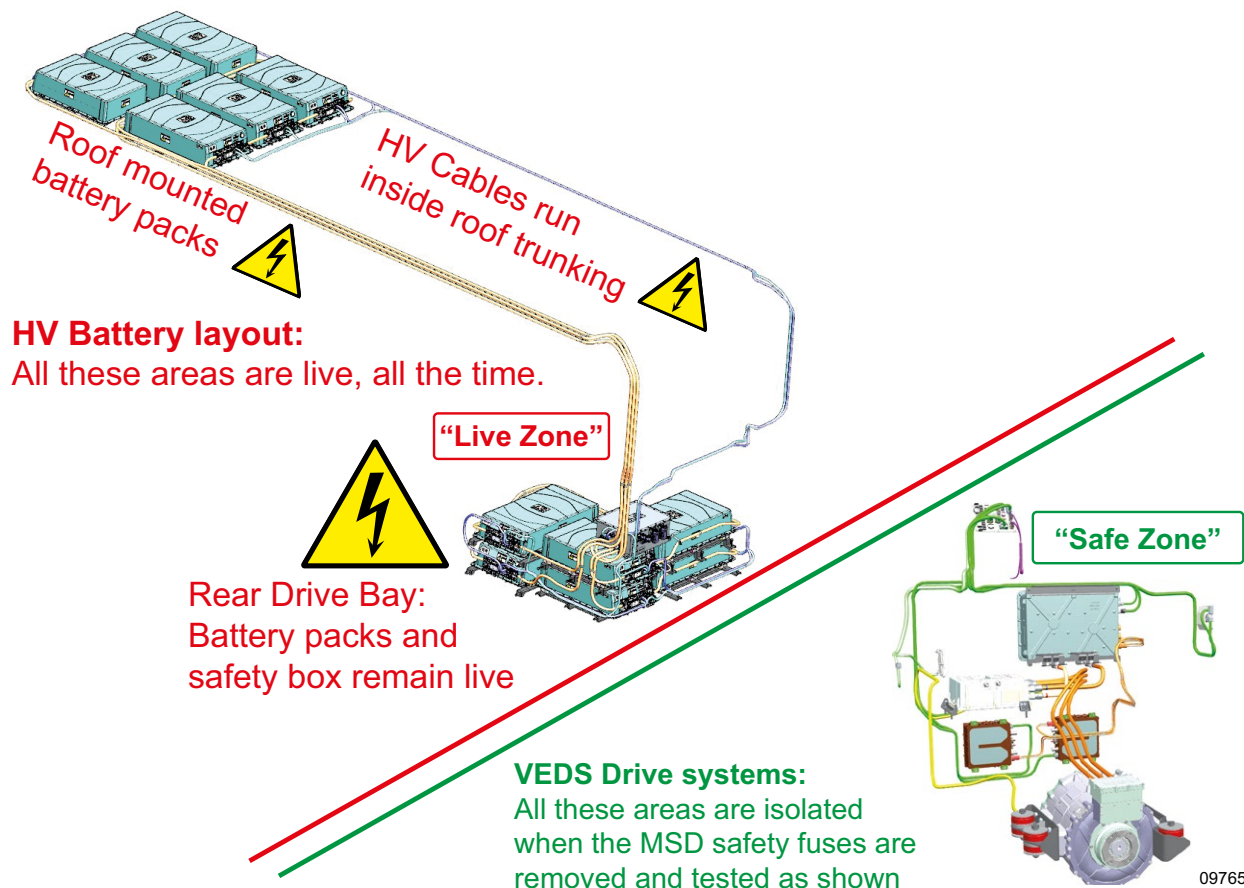 Roof mounted
battery packs
HV Cables run
inside roof trunking
HV Battery layout:
All these areas are live, all the time.
“Live Zone”
Rear Drive Bay:
Battery packs and
safety box remain live
“Safe Zone”
VEDS Drive systems:
All these areas are isolated
when the MSD safety fuses are
removed and tested as shown
09765